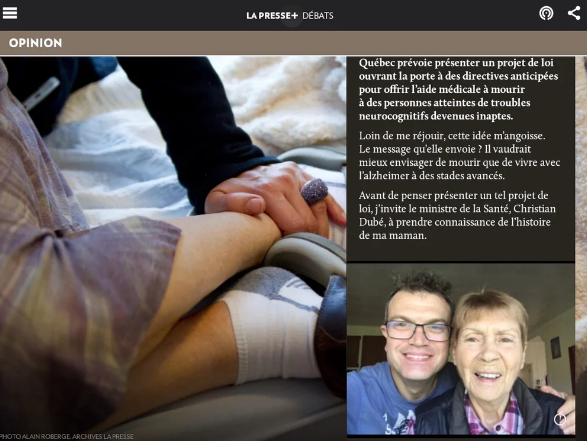 LA PRESSE+ DÉBATS
OPINION
Québec prévoie présenter un projet de loi
ouvrant la porte à des directives anticipées
pour offrir l'aide médicale à mourir
à des personnes atteintes de troubles
neurocognitifs devenues inaptes.
Loin de me réjouir, cette idée m'angoisse.
Le message qu'elle envoie ? Il vaudrait
mieux envisager de mourir que de vivre avec
l'alzheimer à des stades avancés.
Avant de penser présenter un tel projet de
loi, j'invite le ministre de la Santé, Christian
Dubé, à prendre connaissance de l'histoire
de ma maman.
PHOTO ALAIN ROBERGE, ARCHIVES LA PRESSE